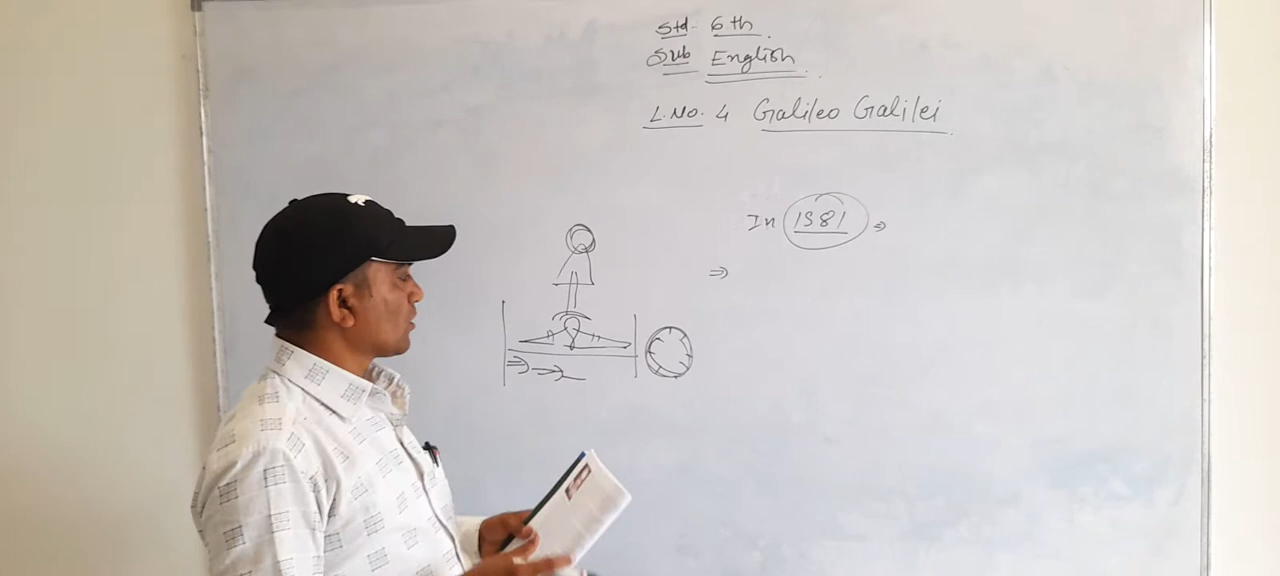 Std. 6th.
Sub English.
L.No. 4 Galileo Galilei.
In 1581 ⇒
⇒